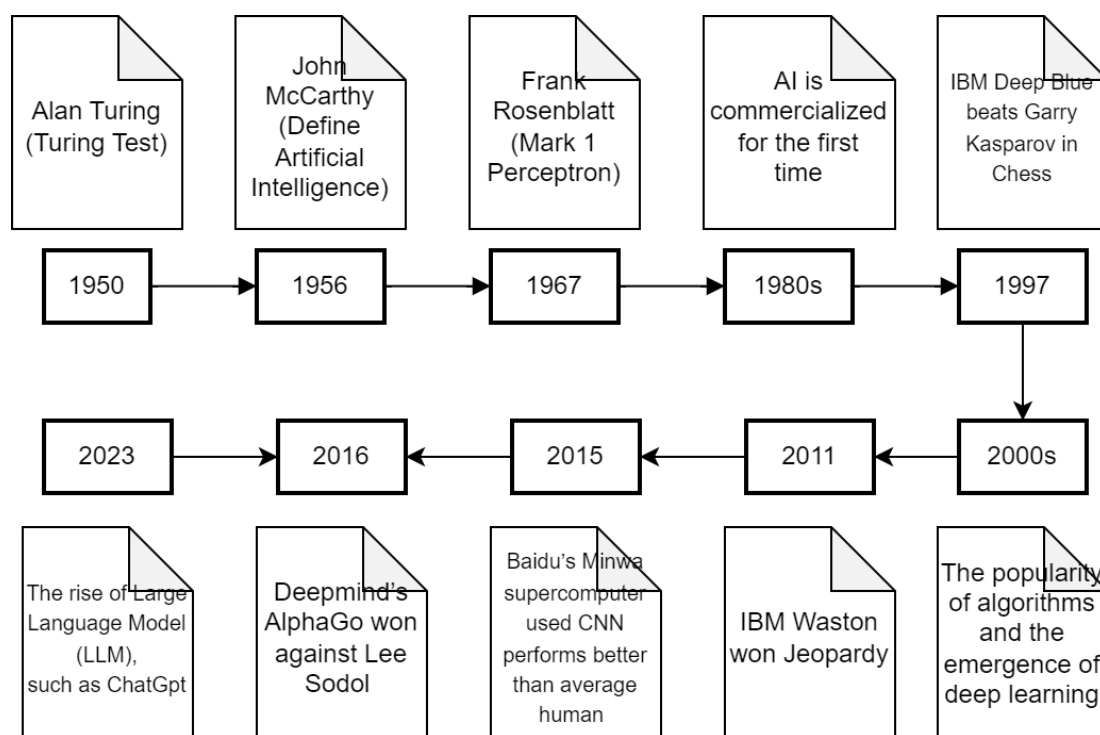 Alan Turing
(Turing Test)
John
McCarthy
(Define
Artificial
Intelligence)
Frank
Rosenblatt
(Mark 1
Perceptron)
AI is
commercialized
for the first
time
IBM Deep Blue
beats Garry
Kasparov in
Chess
1950
1956
1967
1980s
1997
2023
2016
2015
2011
2000s
The rise of Large
Language Model
(LLM),
such as ChatGpt
Deepmind's
AlphaGo won
against Lee
Sodol
Baidu's Minwa
supercomputer
used CNN
performs better
than average
human
IBM Waston
won Jeopardy
The popularity
of algorithms
and the
emergence of
deep learning